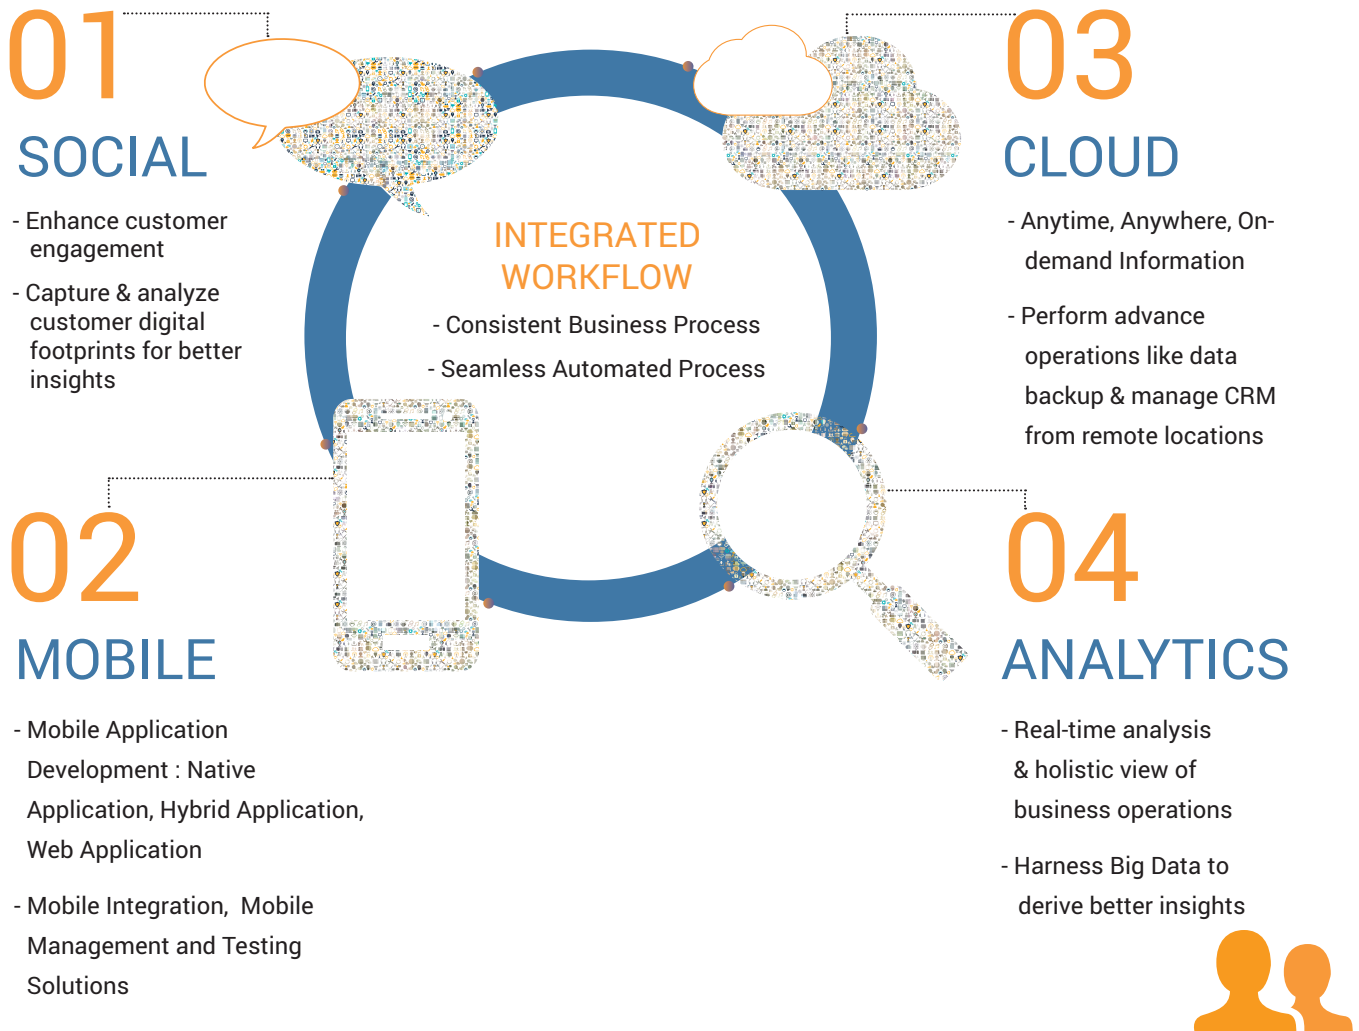 01
SOCIAL
- Enhance customer
engagement
- Capture & analyze
customer digital
footprints for better
insights
02
MOBILE
- Mobile Application
Development : Native
Application, Hybrid Application,
Web Application
- Mobile Integration,  Mobile
Management and Testing
Solutions
INTEGRATED
WORKFLOW
- Consistent Business Process
- Seamless Automated Process
03
CLOUD
- Anytime, Anywhere, On-
demand Information
- Perform advance
operations like data
backup & manage CRM
from remote locations
04
ANALYTICS
- Real-time analysis
& holistic view of
business operations
- Harness Big Data to
derive better insights